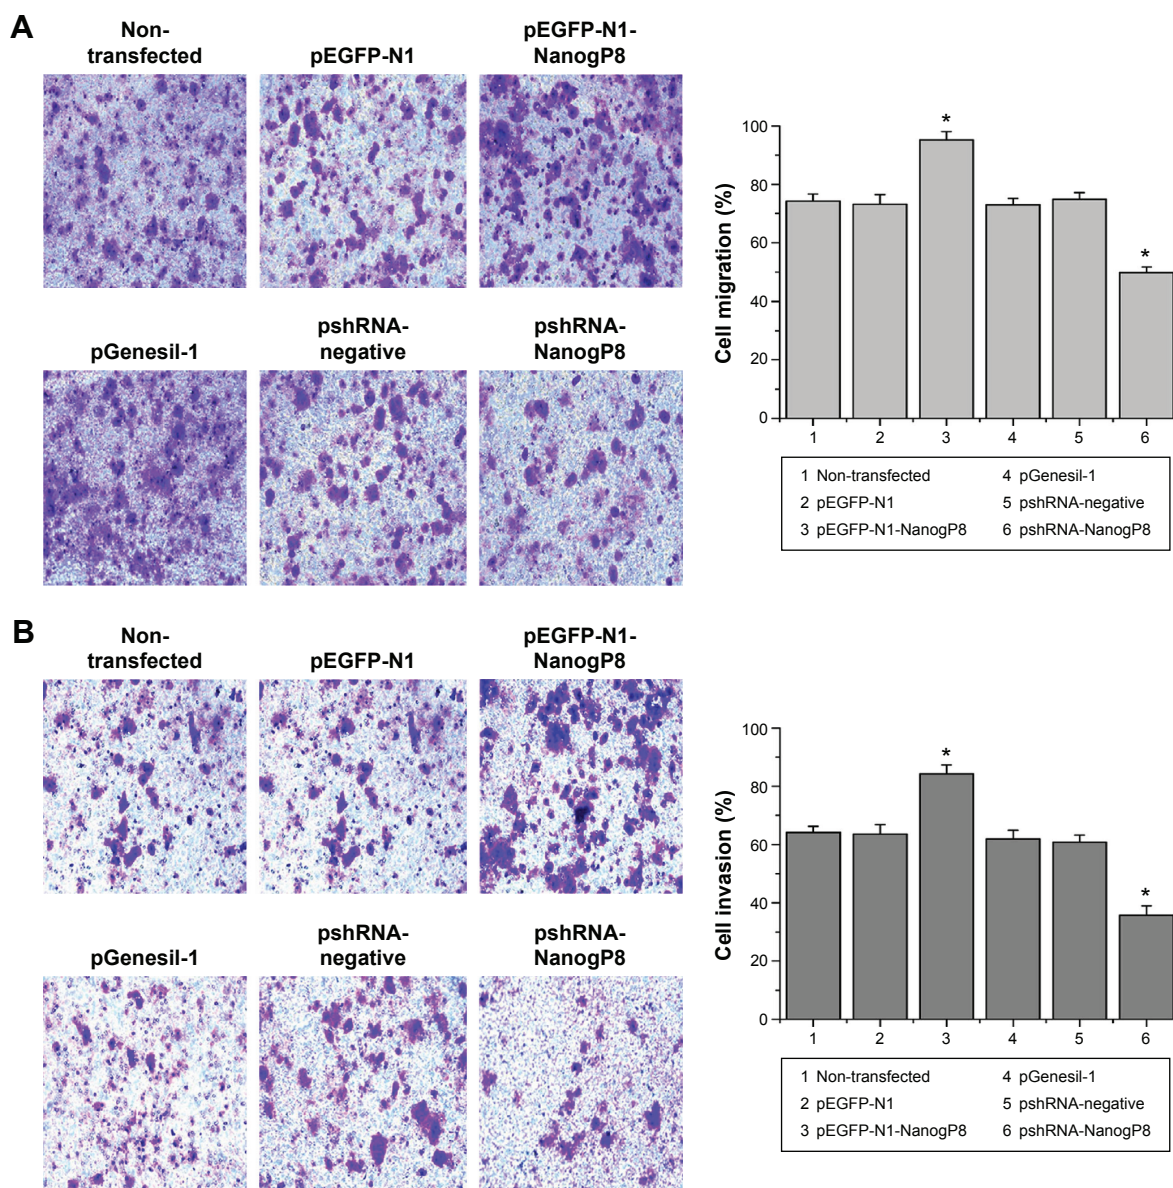 A
Non-
transfected
pEGFP-N1
pEGFP-N1-
NanogP8
pGenesil-1
pshRNA-
negative
pshRNA-
NanogP8
Cell migration (%)
100
80
60
40
20
0
*
*
1 2 3 4 5 6
1 Non-transfected 4 pGenesil-1
2 pEGFP-N1 5 pshRNA-negative
3 pEGFP-N1-NanogP8 6 pshRNA-NanogP8
B
Non-
transfected
pEGFP-N1
pEGFP-N1-
NanogP8
pGenesil-1
pshRNA-
negative
pshRNA-
NanogP8
Cell invasion (%)
100
80
60
40
20
0
*
*
1 2 3 4 5 6
1 Non-transfected 4 pGenesil-1
2 pEGFP-N1 5 pshRNA-negative
3 pEGFP-N1-NanogP8 6 pshRNA-NanogP8